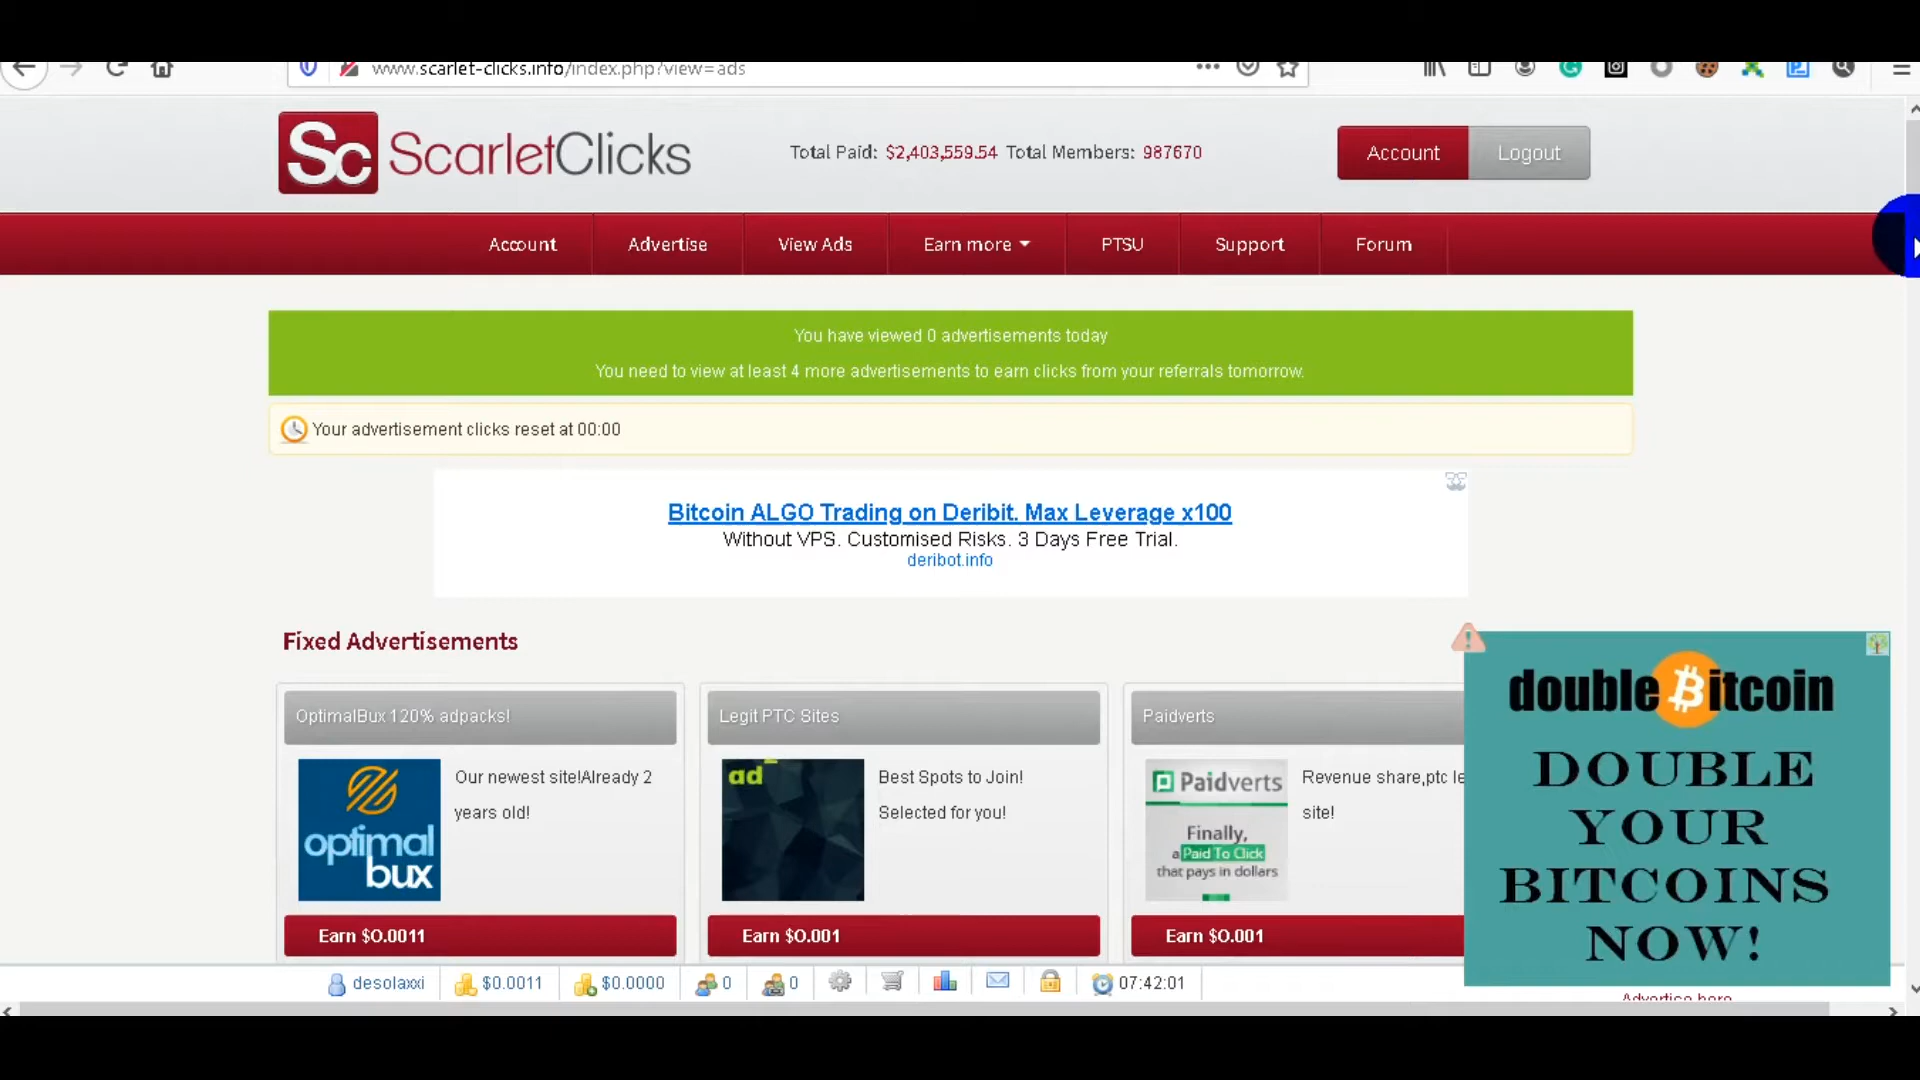 www.scarlet-clicks.info/index.php?view=ads
Sc ScarletClicks
Total Paid: $2,403,559.54 Total Members: 987670
Account Logout
Account Advertise View Ads Earn more PTSU Support Forum
You have viewed 0 advertisements today
You need to view at least 4 more advertisements to earn clicks from your referrals tomorrow.
Your advertisement clicks reset at 00:00
Bitcoin ALGO Trading on Deribit. Max Leverage x100
Without VPS. Customised Risks. 3 Days Free Trial.
deribot.info
Fixed Advertisements
OptimalBux 120% adpacks!
optimal
bux
Our newest site!Already 2
years old!
Earn $0.0011
Legit PTC Sites
ad
Best Spots to Join!
Selected for you!
Earn $0.001
Paidverts
Paidverts
Finally,
a Paid To Click
that pays in dollars
Revenue share,ptc le
site!
Earn $0.001
double Bitcoin
DOUBLE
YOUR
BITCOINS
NOW!
Advertise here
desolaxxi $0.0011 $0.0000 0 0 07:42:01